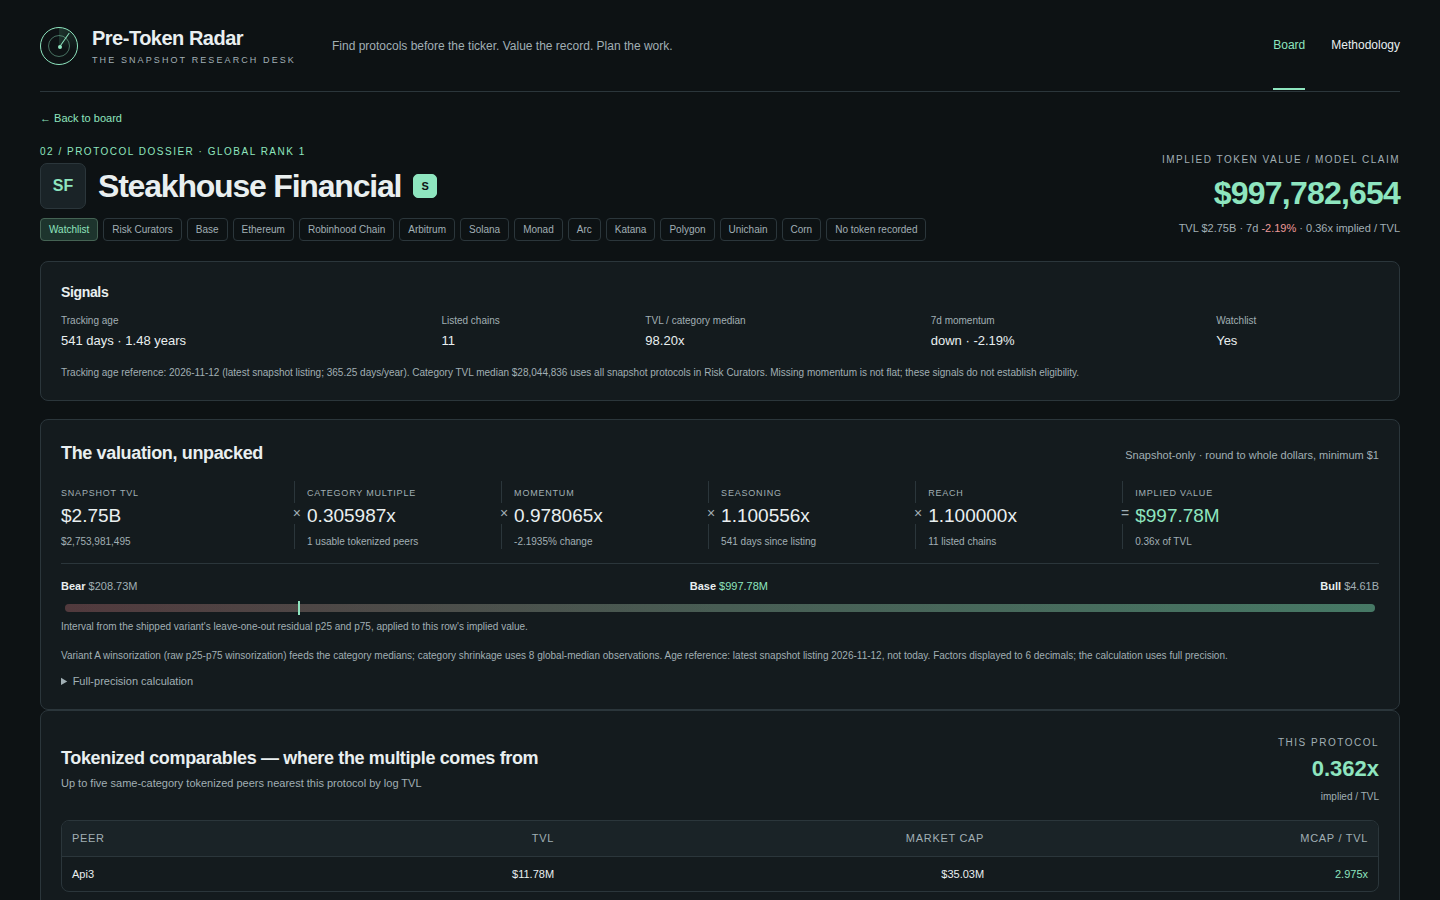 Pre-Token Radar
THE SNAPSHOT RESEARCH DESK
Find protocols before the ticker. Value the record. Plan the work.
Board Methodology
← Back to board
02 / PROTOCOL DOSSIER · GLOBAL RANK 1
SF Steakhouse Financial S
Watchlist Risk Curators Base Ethereum Robinhood Chain Arbitrum Solana Monad Arc Katana Polygon Unichain Corn No token recorded
IMPLIED TOKEN VALUE / MODEL CLAIM
$997,782,654
TVL $2.75B · 7d -2.19% · 0.36x implied / TVL
Signals
Tracking age Listed chains TVL / category median 7d momentum Watchlist
541 days · 1.48 years 11 98.20x down · -2.19% Yes
Tracking age reference: 2026-11-12 (latest snapshot listing; 365.25 days/year). Category TVL median $28,044,836 uses all snapshot protocols in Risk Curators. Missing momentum is not flat; these signals do not establish eligibility.
The valuation, unpacked
Snapshot-only · round to whole dollars, minimum $1
SNAPSHOT TVL CATEGORY MULTIPLE MOMENTUM SEASONING REACH IMPLIED VALUE
$2.75B × 0.305987x × 0.978065x × 1.100556x × 1.100000x = $997.78M
$2,753,981,495 1 usable tokenized peers -2.1935% change 541 days since listing 11 listed chains 0.36x of TVL
Bear $208.73M Base $997.78M Bull $4.61B
Interval from the shipped variant's leave-one-out residual p25 and p75, applied to this row's implied value.
Variant A winsorization (raw p25-p75 winsorization) feeds the category medians; category shrinkage uses 8 global-median observations. Age reference: latest snapshot listing 2026-11-12, not today. Factors displayed to 6 decimals; the calculation uses full precision.
▶ Full-precision calculation
Tokenized comparables — where the multiple comes from
Up to five same-category tokenized peers nearest this protocol by log TVL
THIS PROTOCOL
0.362x
implied / TVL
PEER TVL MARKET CAP MCAP / TVL
Api3 $11.78M $35.03M 2.975x